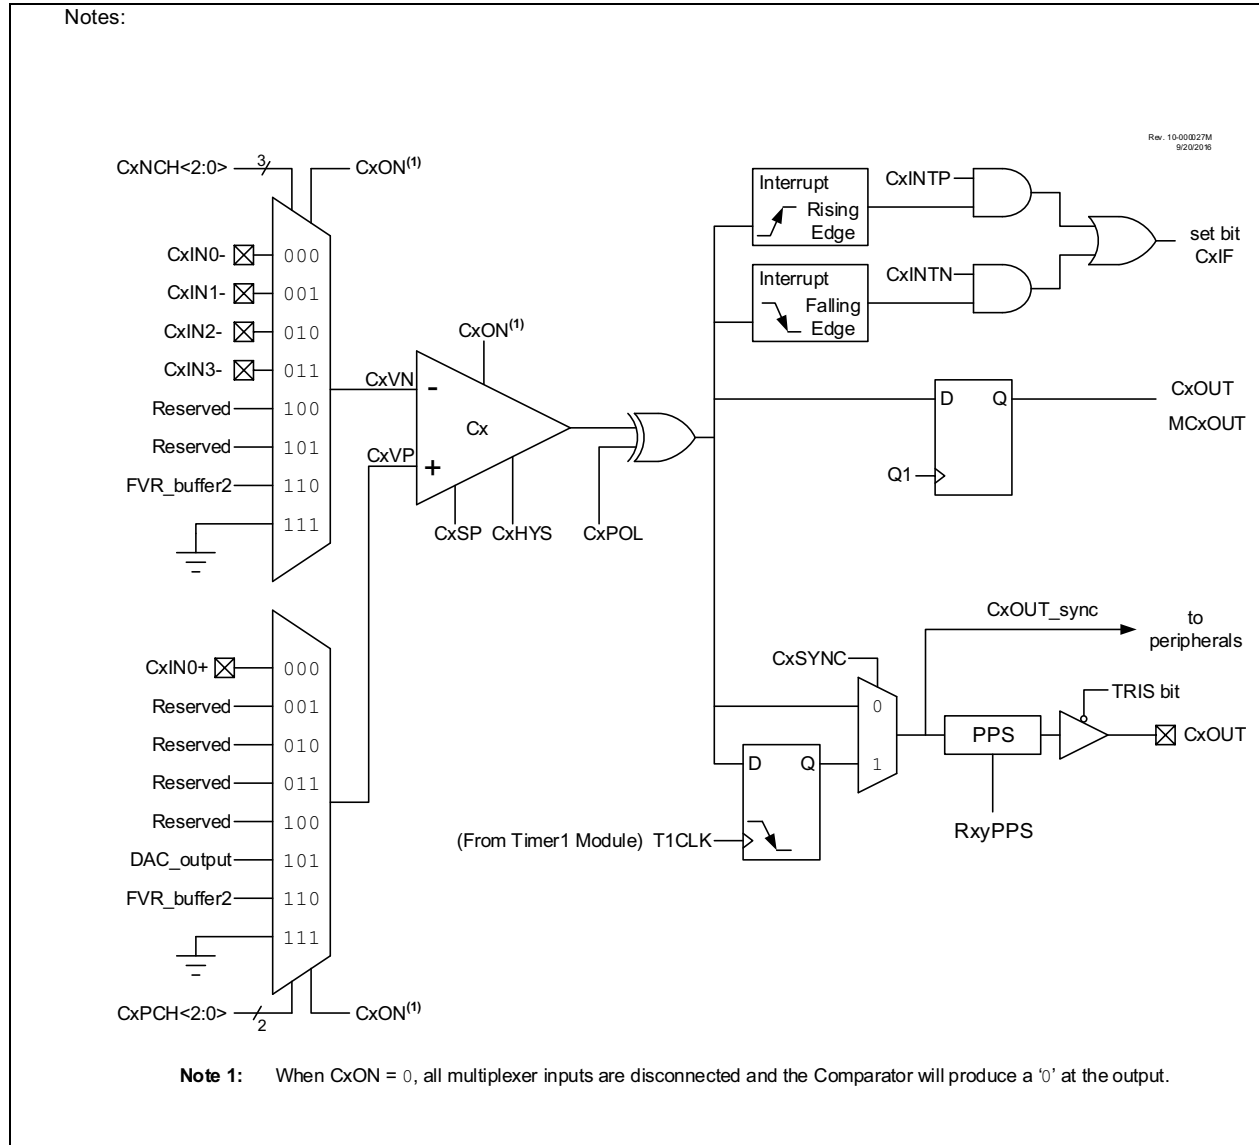 Notes:
Rev. 10-000027M
9/20/2016
CxNCH<2:0>
3
CxON(1)
CxIN0-
000
CxIN1-
001
CxIN2-
010
CxIN3-
011
Reserved
100
Reserved
101
FVR_buffer2
110
111
CxVN
CxVP
CxON(1)
-
Cx
+
CxSP
CxHYS
CxPOL
Interrupt
Rising
Edge
CxINTP
Interrupt
Falling
Edge
CxINTN
set bit
CxIF
D
Q
Q1
CxOUT
MCxOUT
CxIN0+
000
Reserved
001
Reserved
010
Reserved
011
Reserved
100
DAC_output
101
FVR_buffer2
110
111
CxPCH<2:0>
2
CxON(1)
CxOUT_sync
to
peripherals
CxSYNC
0
1
TRIS bit
PPS
CxOUT
RxyPPS
D
Q
(From Timer1 Module) T1CLK
Note 1: When CxON = 0, all multiplexer inputs are disconnected and the Comparator will produce a ‘0’ at the output.